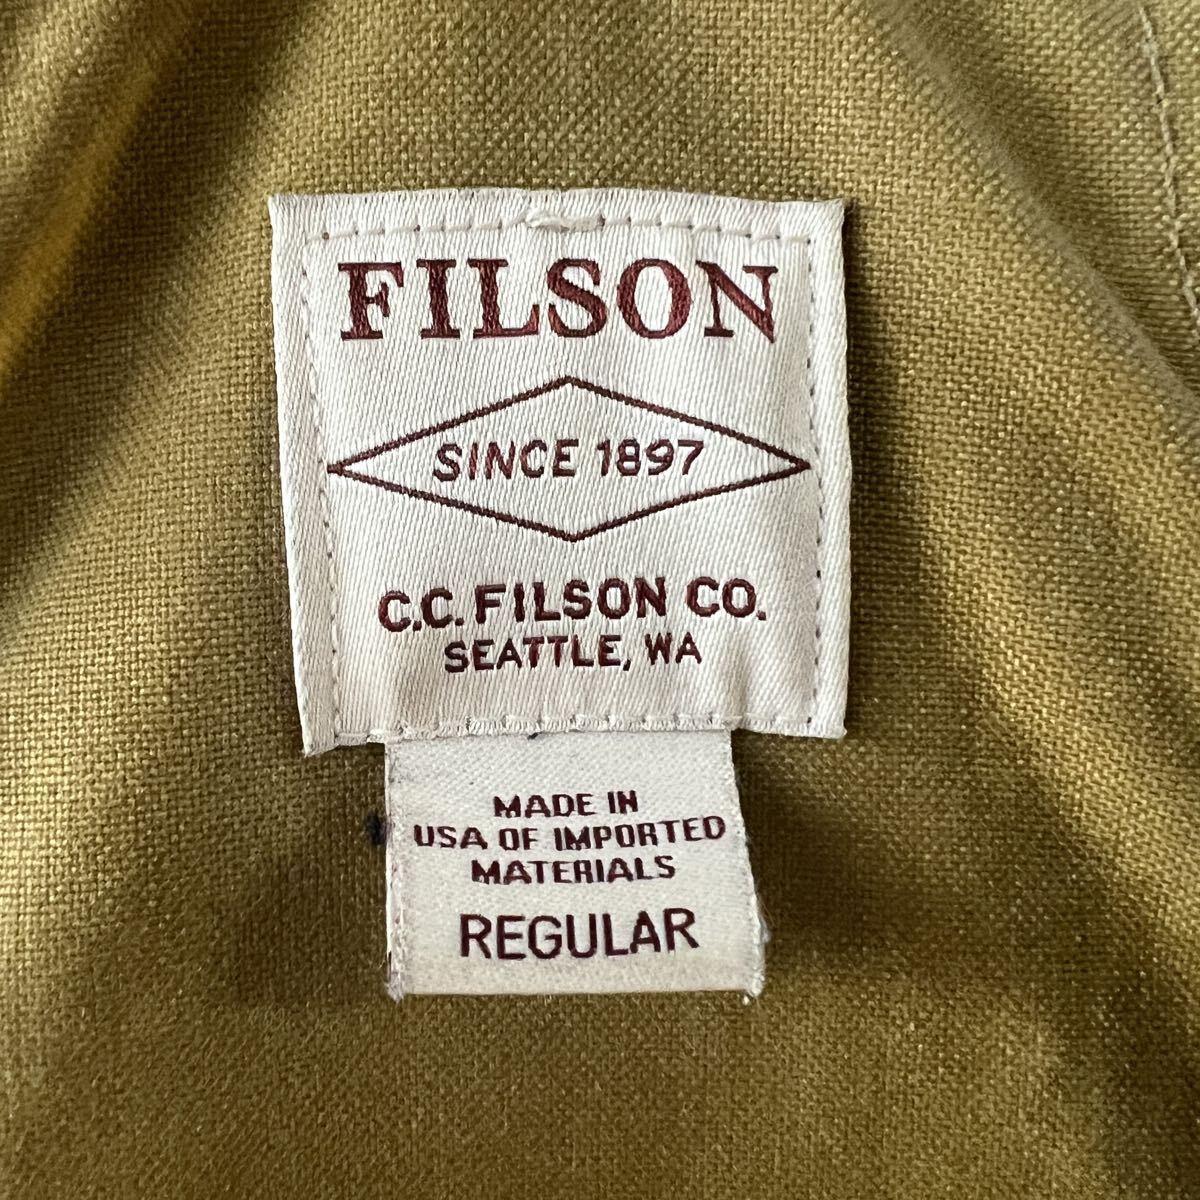 FILSON
SINCE 1897
C.C. FILSON CO.
SEATTLE, WA
MADE IN
USA OF IMPORTED
MATERIALS
REGULAR